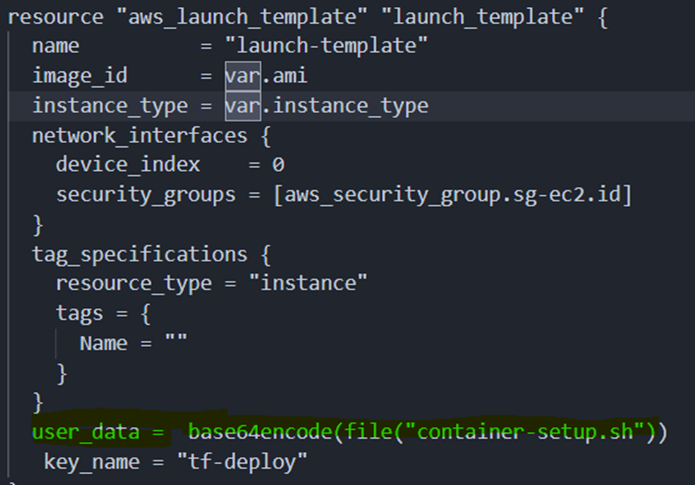 resource "aws_launch_template" "launch_template" {
name = "launch-template"
image_id = var.ami
instance_type = var.instance_type
network_interfaces {
device_index = 0
security_groups = [aws_security_group.sg-ec2.id]
}
tag_specifications {
resource_type = "instance"
tags = {
Name = ""
}
}
user_data = base64encode(file("container-setup.sh"))
key_name = "tf-deploy"
}